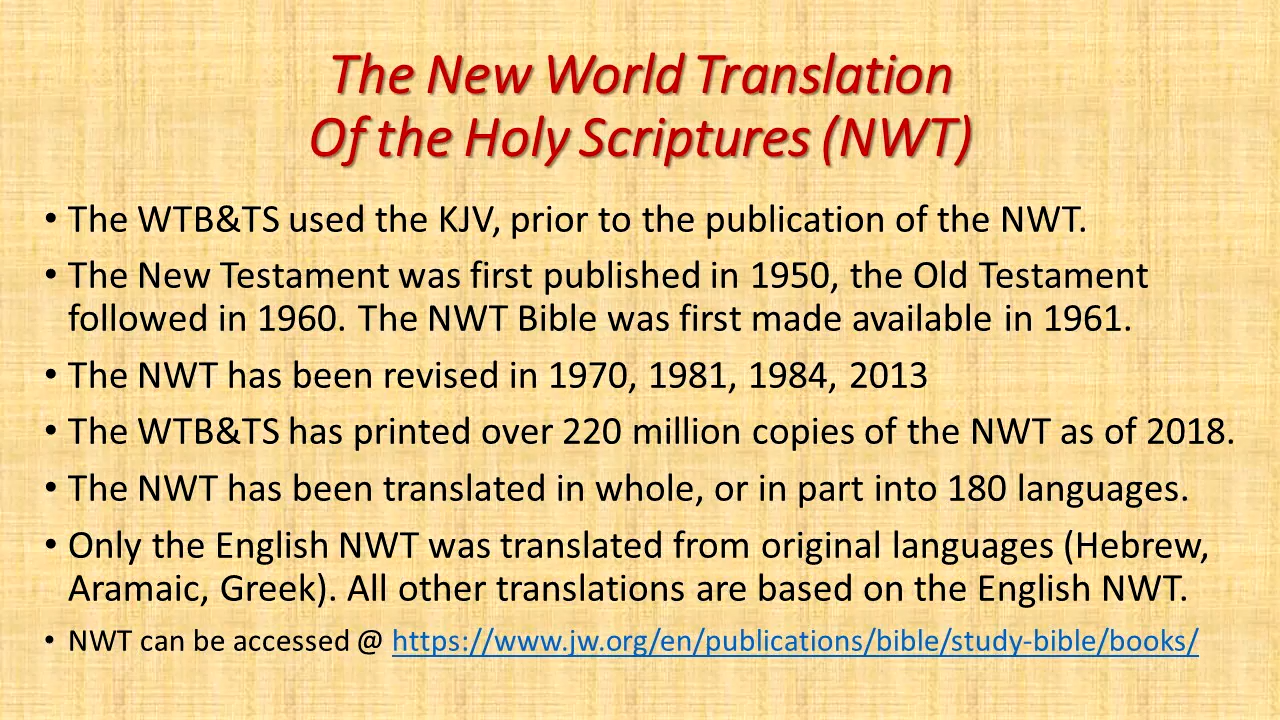 The New World Translation
Of the Holy Scriptures (NWT)
• The WTB&TS used the KJV, prior to the publication of the NWT.
• The New Testament was first published in 1950, the Old Testament
followed in 1960. The NWT Bible was first made available in 1961.
• The NWT has been revised in 1970, 1981, 1984, 2013
• The WTB&TS has printed over 220 million copies of the NWT as of 2018.
• The NWT has been translated in whole, or in part into 180 languages.
• Only the English NWT was translated from original languages (Hebrew,
Aramaic, Greek). All other translations are based on the English NWT.
• NWT can be accessed @ https://www.jw.org/en/publications/bible/study-bible/books/